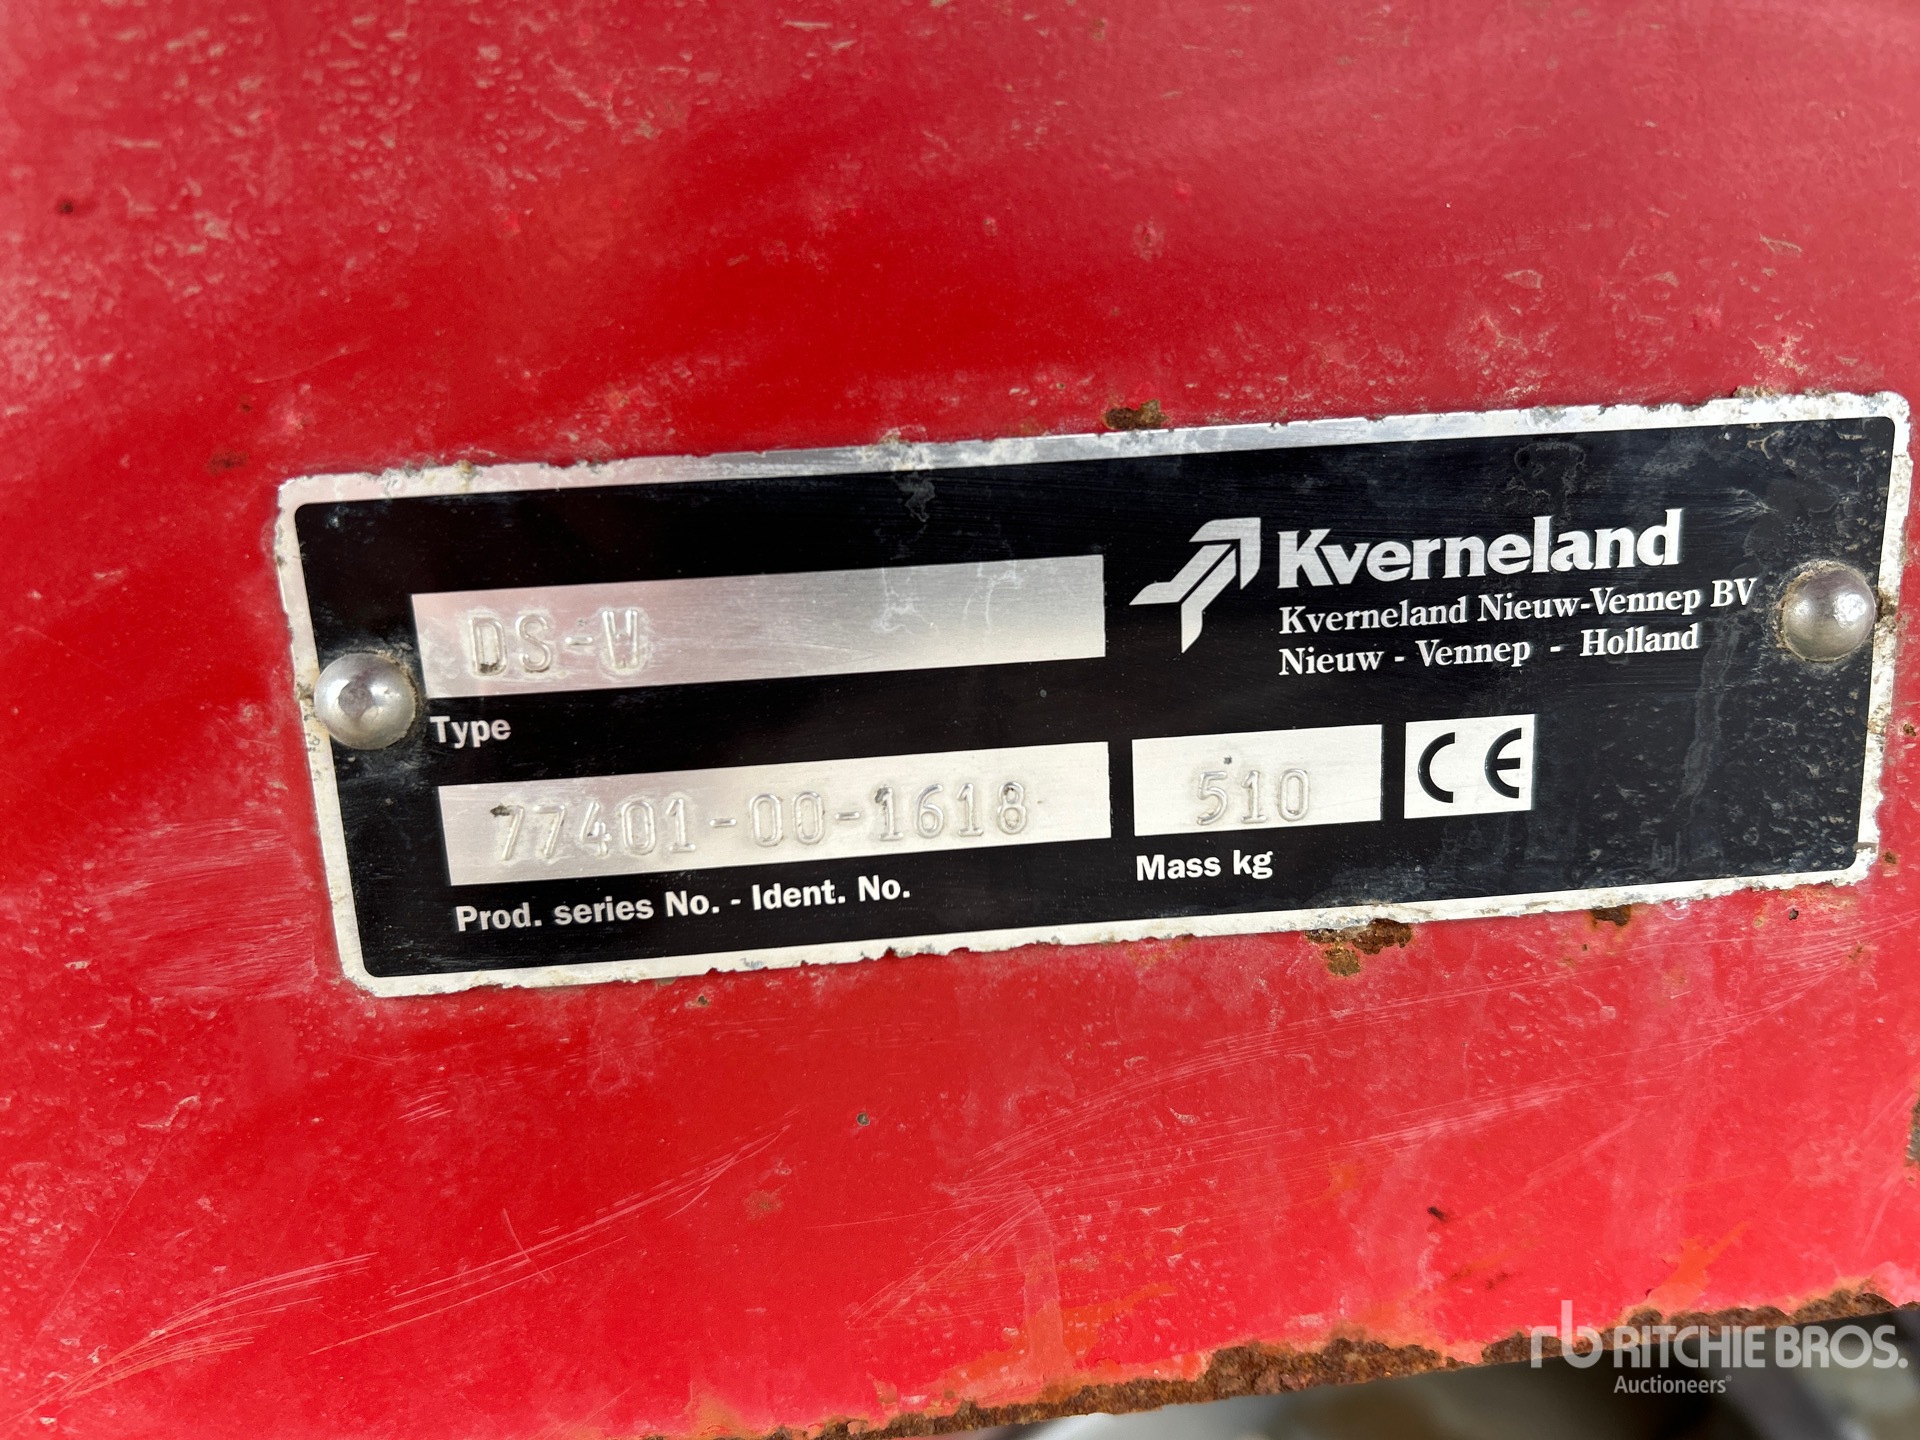 Kverneland
Kverneland Nieuw-Vennep BV
Nieuw - Vennep - Holland
DS-W
Type
77401-00-1618
Prod. series No. - Ident. No.
510
Mass kg
CE
rb RITCHIE BROS.
Auctioneers